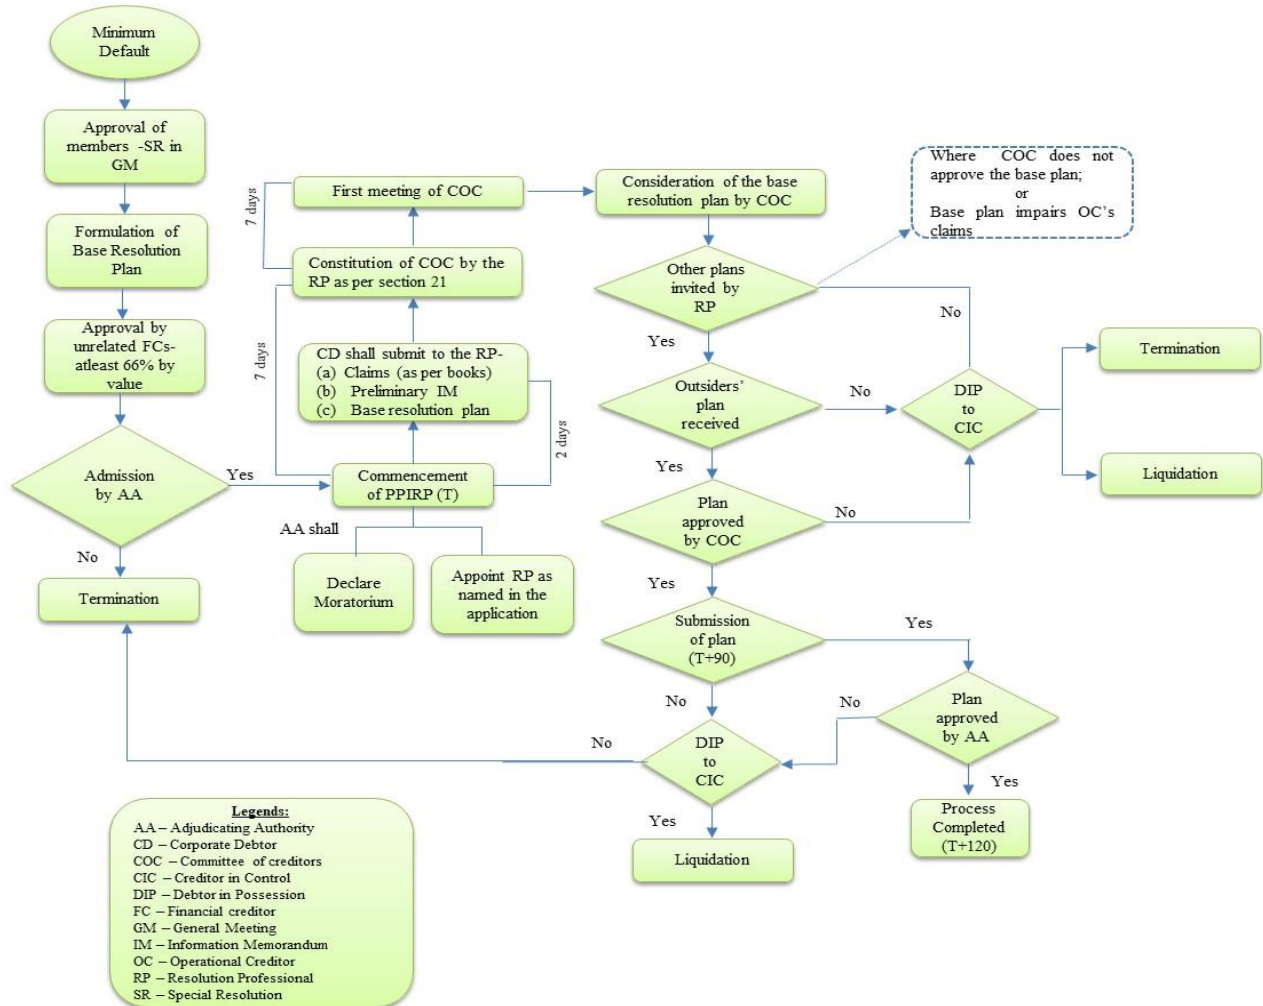 Minimum
Default
Approval of
members -SR in
GM
Formulation of
Base Resolution
Plan
Approval by
unrelated FCs-
atleast 66% by
value
Admission
by AA
Yes
No
Termination
7 days
First meeting of COC
Constitution of COC by the
RP as per section 21
7 days
CD shall submit to the RP-
(a) Claims (as per books)
(b) Preliminary IM
(c) Base resolution plan
2 days
Commencement
of PPIRP (T)
AA shall
Declare
Moratorium
Appoint RP as
named in the
application
Consideration of the base
resolution plan by COC
Where COC does not
approve the base plan;
or
Base plan impairs OC's
claims
Other plans
invited by
RP
No
Yes
Outsiders'
plan
received
No
DIP
to
CIC
Termination
Liquidation
Yes
Plan
approved
by COC
No
Yes
Submission
of plan
(T+90)
Yes
No
Plan
approved
by AA
No
DIP
to
CIC
No
Yes
Yes
Process
Completed
(T+120)
Liquidation
Legends:
AA – Adjudicating Authority
CD – Corporate Debtor
COC – Committee of creditors
CIC – Creditor in Control
DIP – Debtor in Possession
FC – Financial creditor
GM – General Meeting
IM – Information Memorandum
OC – Operational Creditor
RP – Resolution Professional
SR – Special Resolution